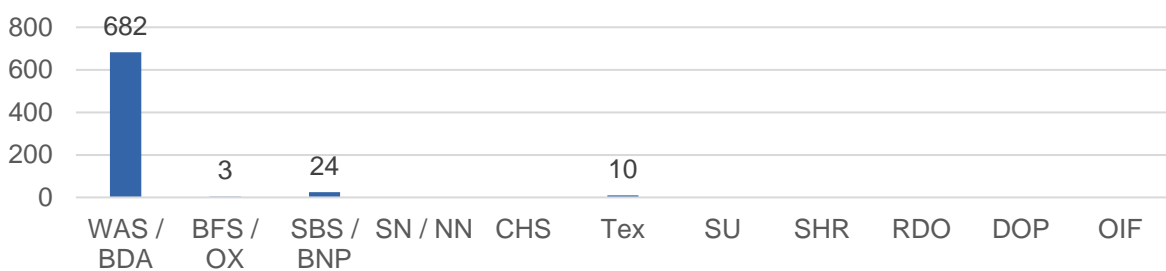 800
682
600
400
200
3
24
10
0
WAS / BDA
BFS / OX
SBS / BNP
SN / NN
CHS
Tex
SU
SHR
RDO
DOP
OIF